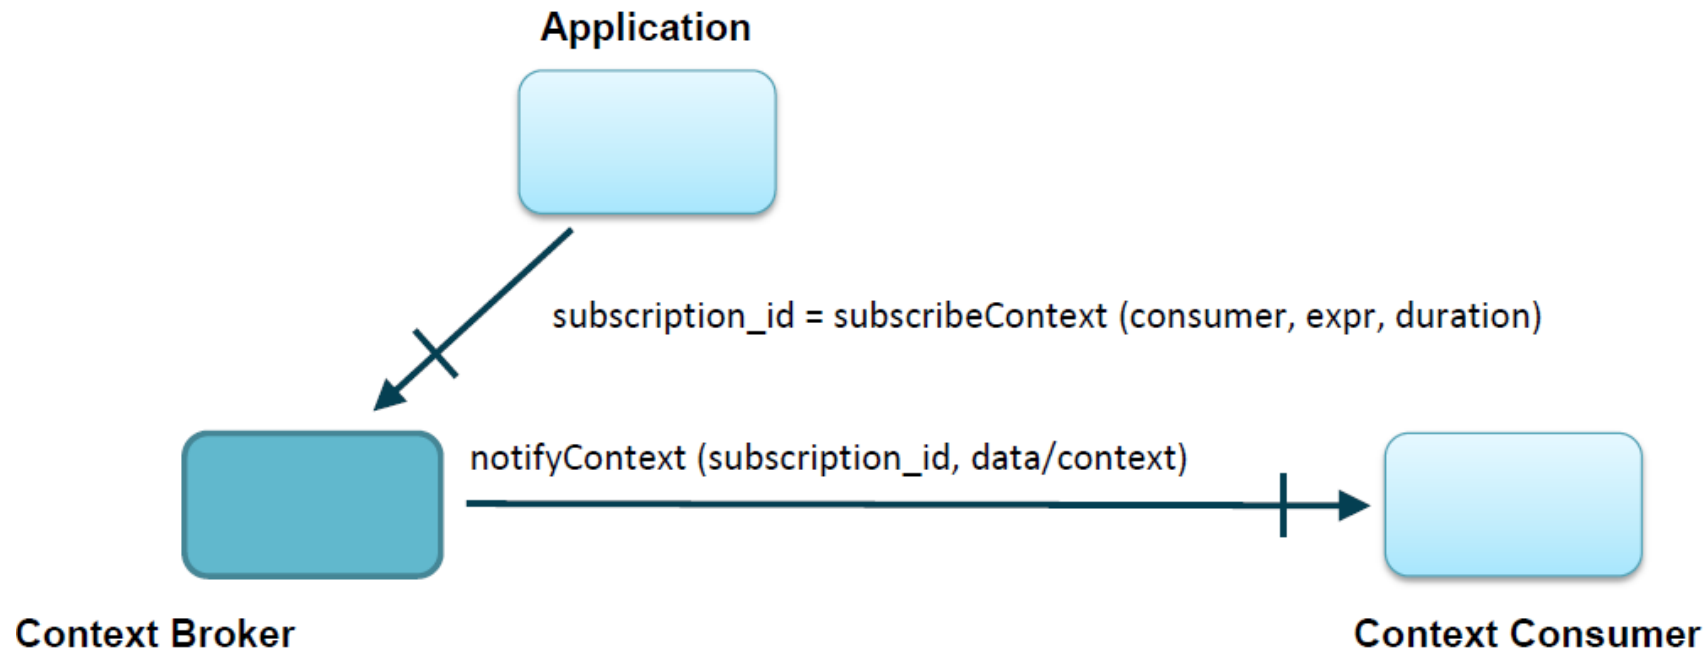 Application
subscription_id = subscribeContext (consumer, expr, duration)
notifyContext (subscription_id, data/context)
Context Broker
Context Consumer